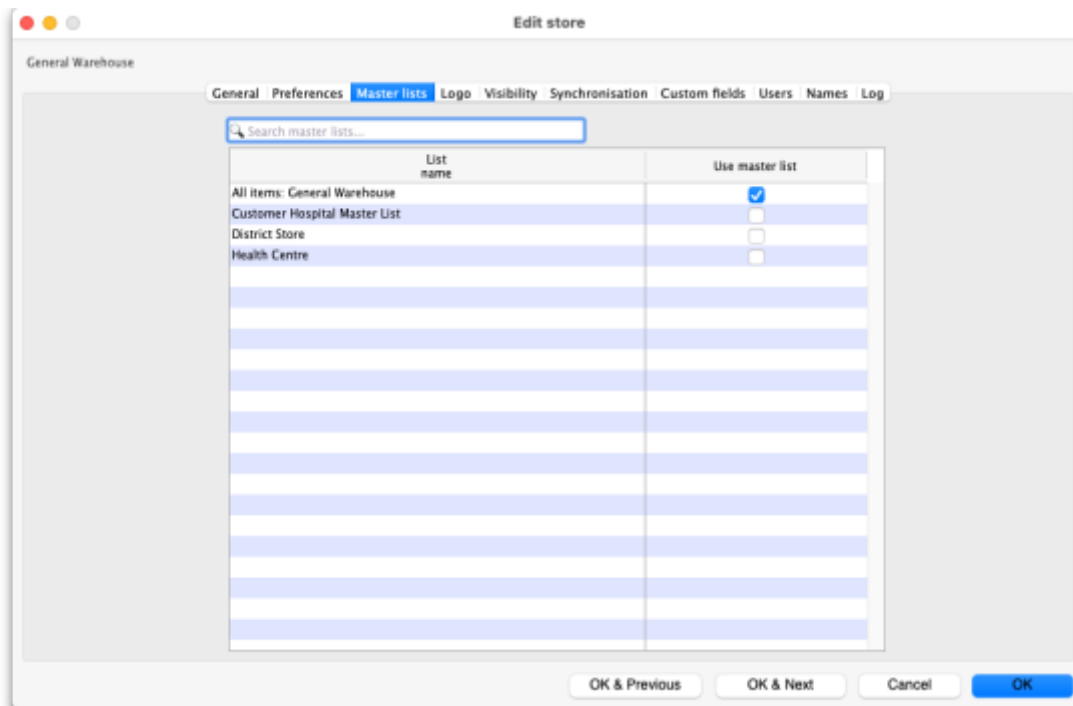 Edit store
General Warehouse
General Preferences Master lists Logo Visibility Synchronisation Custom fields Users Names Log
Search master lists...
List name Use master list
All items: General Warehouse
Customer Hospital Master List
District Store
Health Centre
OK & Previous OK & Next Cancel OK